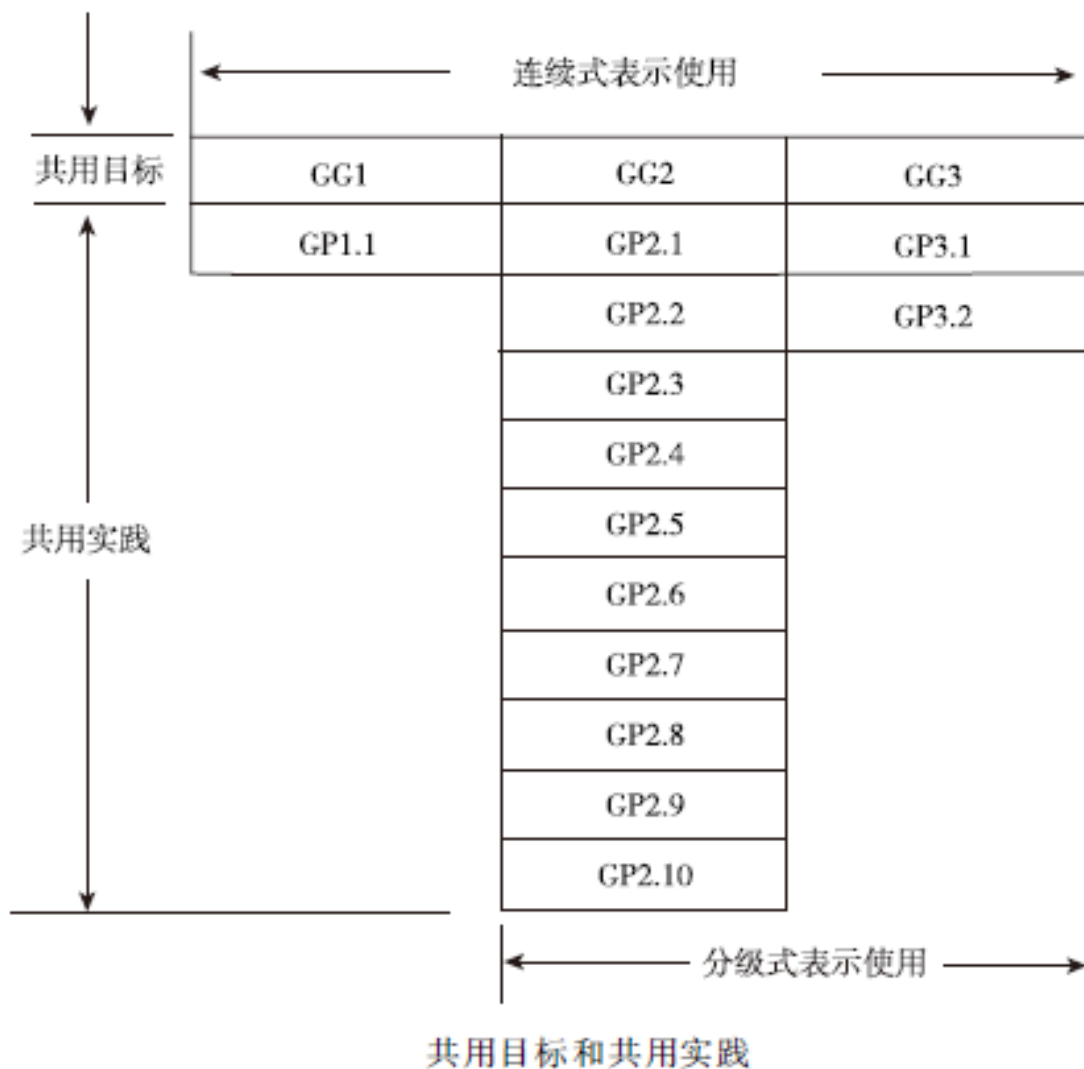 连续式表示使用
共用目标 GG1 GG2 GG3
GP1.1 GP2.1 GP3.1
GP2.2 GP3.2
GP2.3
GP2.4
GP2.5
共用实践
GP2.6
GP2.7
GP2.8
GP2.9
GP2.10
分级式表示使用
共用目标和共用实践